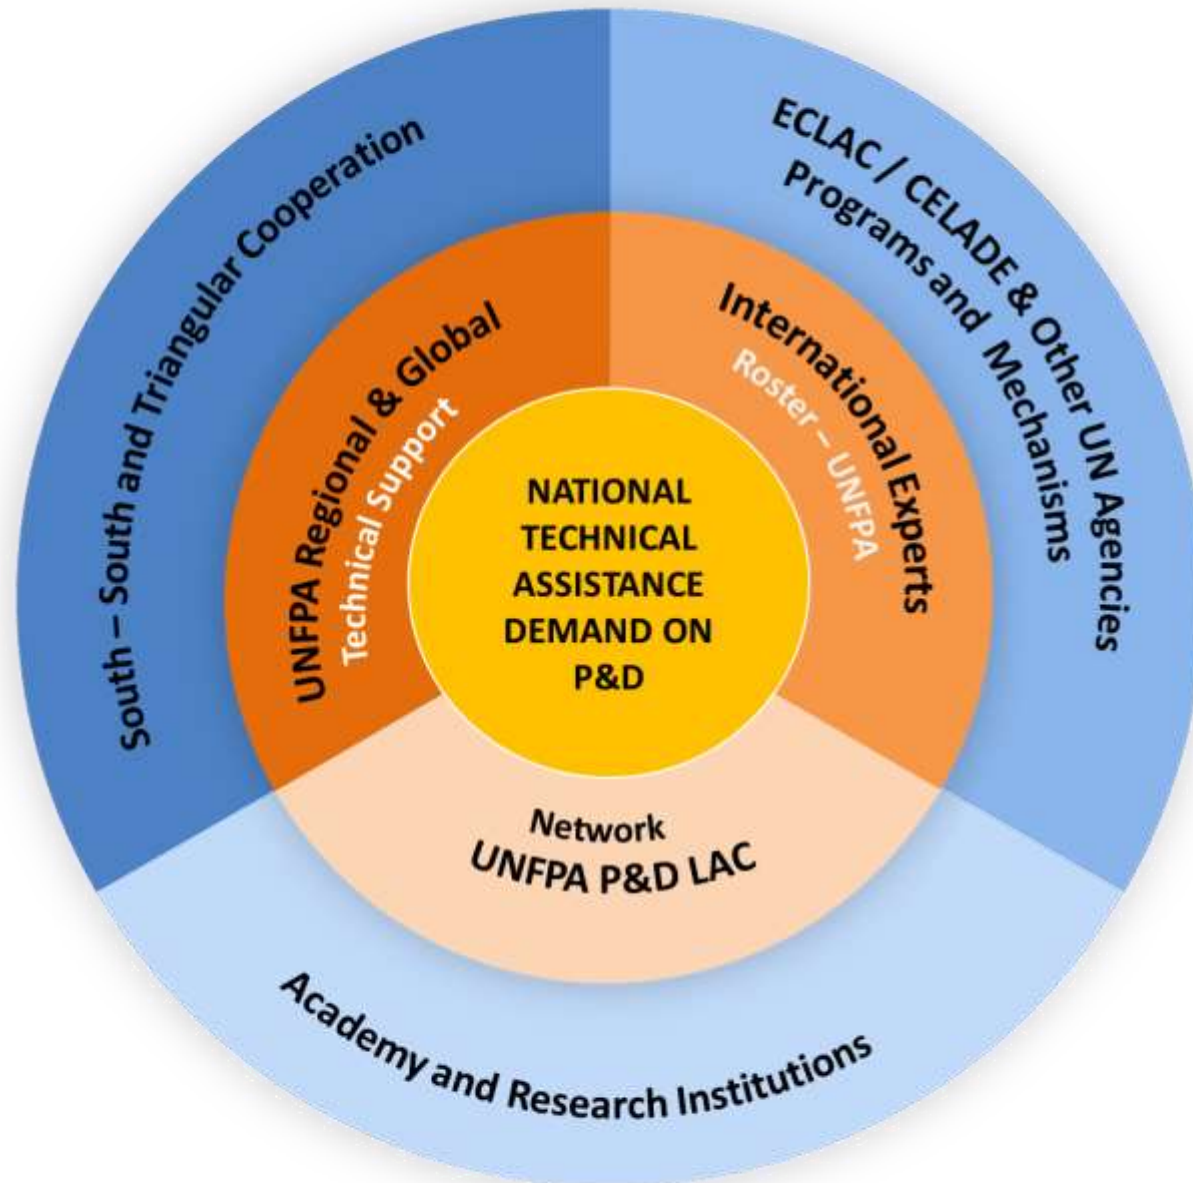 South – South and Triangular Cooperation
ECLAC / CELADE & Other UN Agencies
Programs and Mechanisms
UNFPA Regional & Global
Technical Support
International Experts
Roster – UNFPA
NATIONAL
TECHNICAL
ASSISTANCE
DEMAND ON
P&D
Network
UNFPA P&D LAC
Academy and Research Institutions